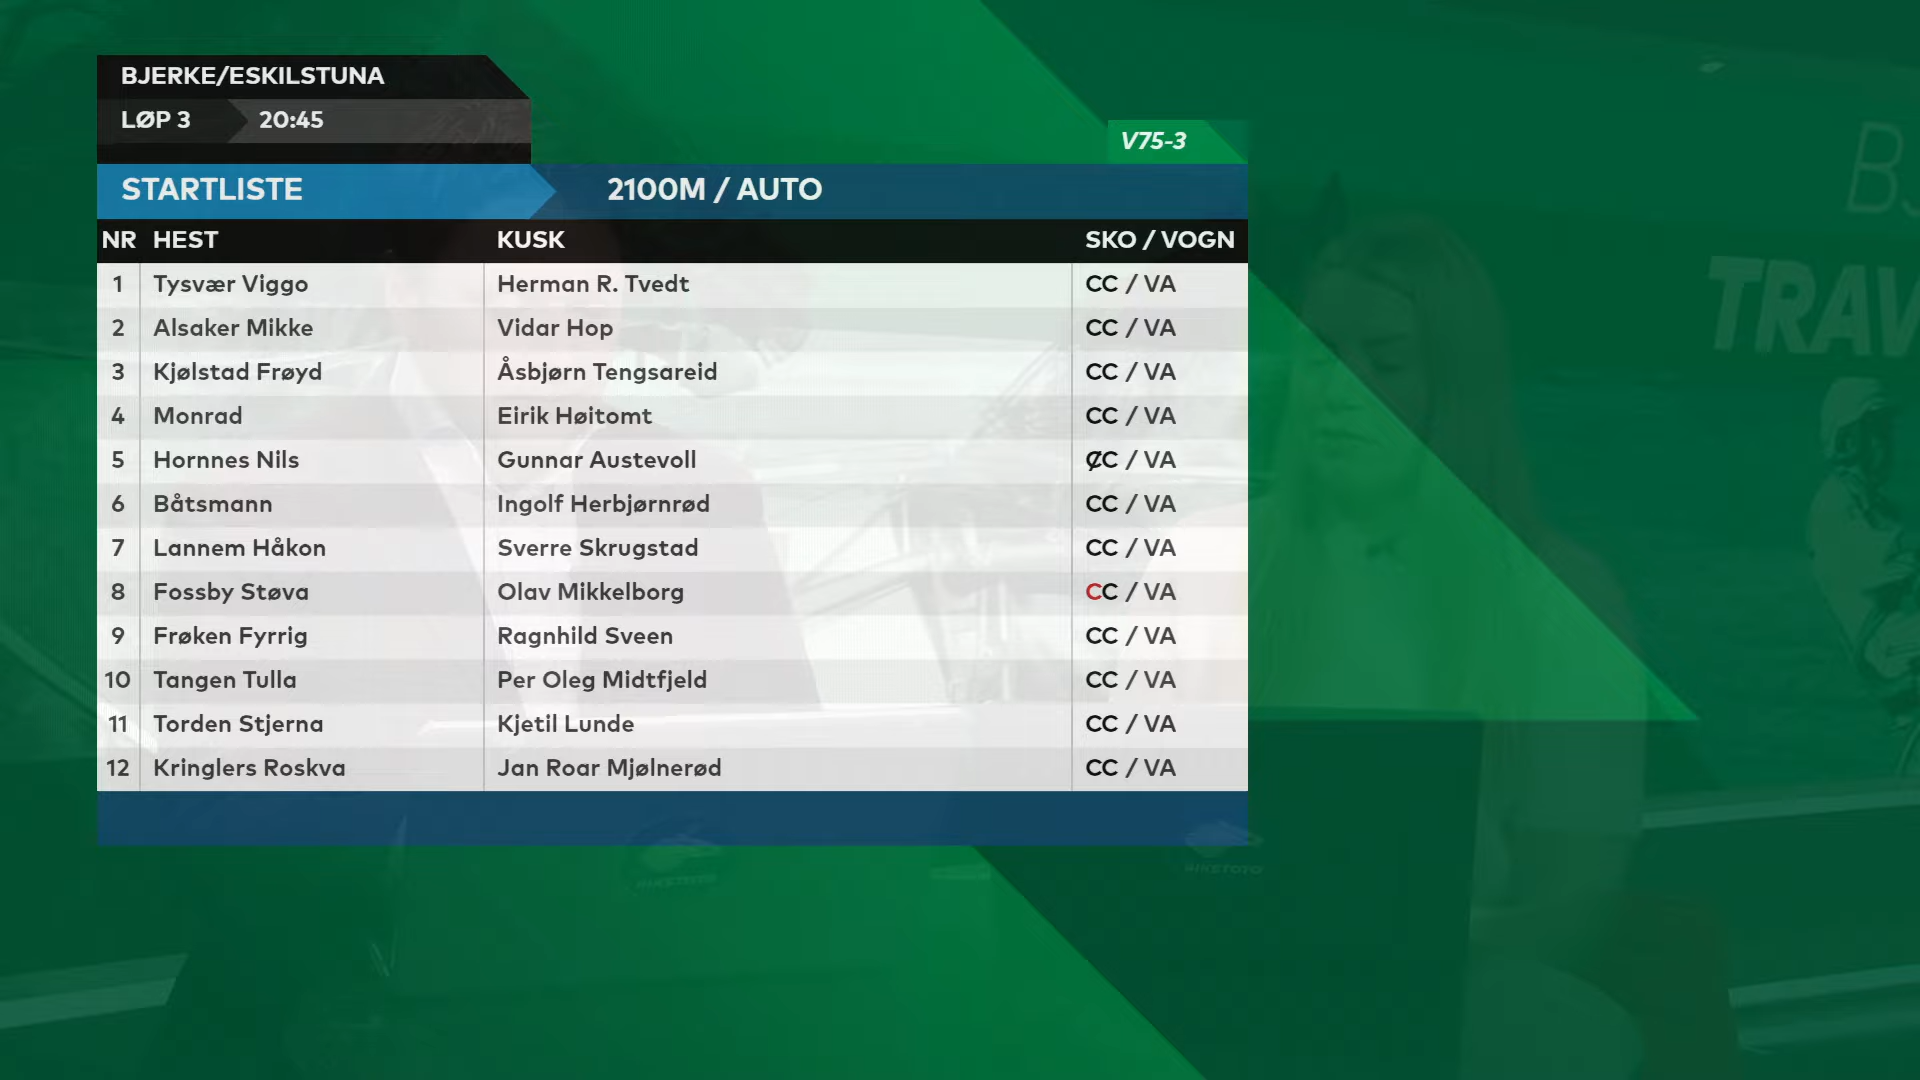 BJERKE/ESKILSTUNA
LØP 3 20:45
V75-3
STARTLISTE 2100M / AUTO
NR HEST KUSK SKO / VOGN
1 Tysvær Viggo Herman R. Tvedt CC / VA
2 Alsaker Mikke Vidar Hop CC / VA
3 Kjølstad Frøyd Åsbjørn Tengsareid CC / VA
4 Monrad Eirik Høitomt CC / VA
5 Hornnes Nils Gunnar Austevoll ȻC / VA
6 Båtsmann Ingolf Herbjørnrød CC / VA
7 Lannem Håkon Sverre Skrugstad CC / VA
8 Fossby Støva Olav Mikkelborg CC / VA
9 Frøken Fyrrig Ragnhild Sveen CC / VA
10 Tangen Tulla Per Oleg Midtfjeld CC / VA
11 Torden Stjerna Kjetil Lunde CC / VA
12 Kringlers Roskva Jan Roar Mjølnerød CC / VA
BJ
TRAV
RIKSTOTO